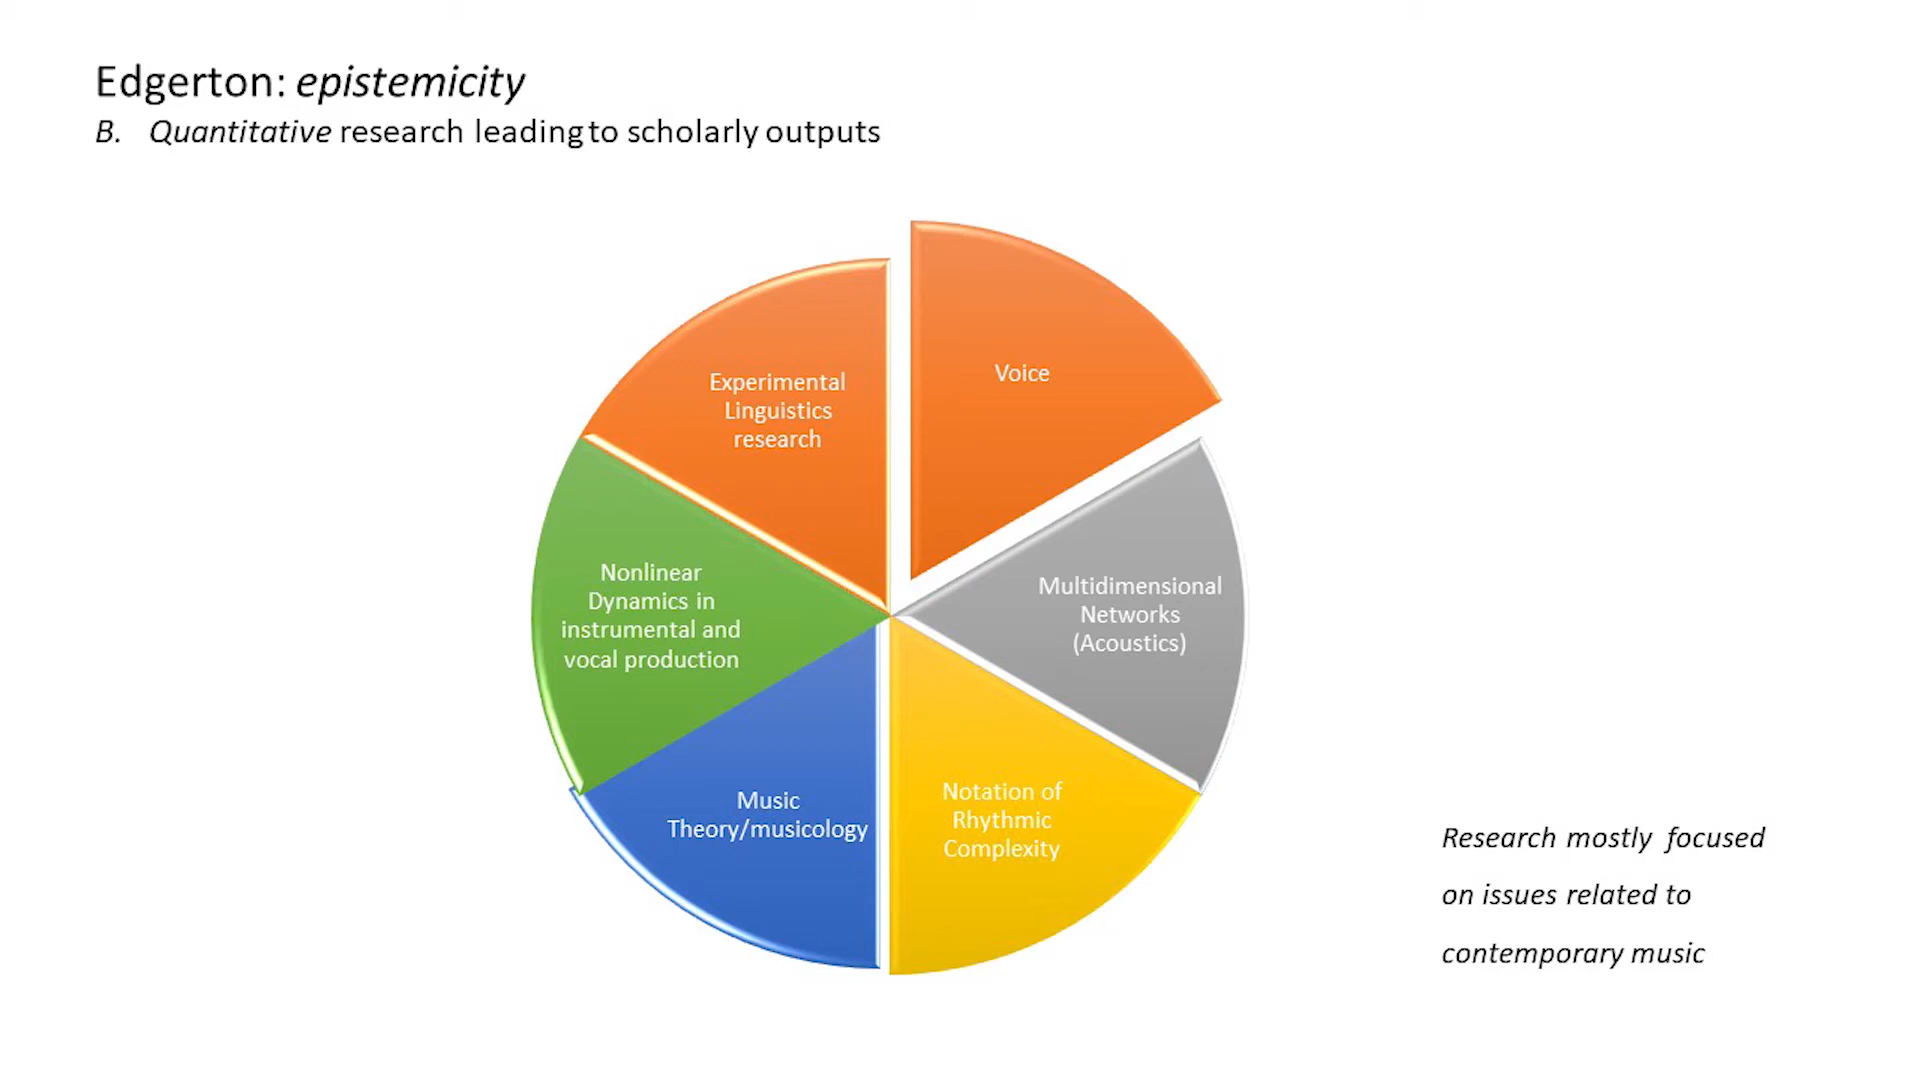 Edgerton: epistemicity
B. Quantitative research leading to scholarly outputs
Voice
Experimental
Linguistics
research
Multidimensional
Networks
(Acoustics)
Nonlinear
Dynamics in
instrumental and
vocal production
Music
Theory/musicology
Notation of
Rhythmic
Complexity
Research mostly focused
on issues related to
contemporary music